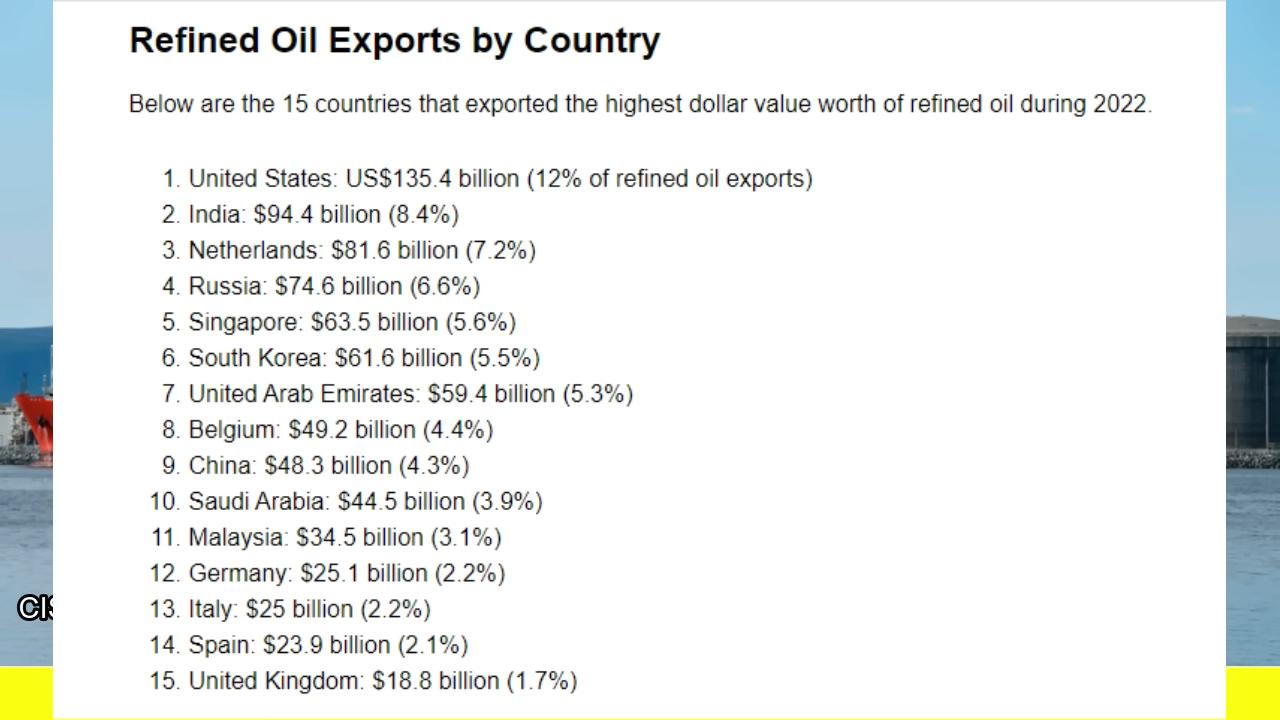 Refined Oil Exports by Country
Below are the 15 countries that exported the highest dollar value worth of refined oil during 2022.
1. United States: US$135.4 billion (12% of refined oil exports)
2. India: $94.4 billion (8.4%)
3. Netherlands: $81.6 billion (7.2%)
4. Russia: $74.6 billion (6.6%)
5. Singapore: $63.5 billion (5.6%)
6. South Korea: $61.6 billion (5.5%)
7. United Arab Emirates: $59.4 billion (5.3%)
8. Belgium: $49.2 billion (4.4%)
9. China: $48.3 billion (4.3%)
10. Saudi Arabia: $44.5 billion (3.9%)
11. Malaysia: $34.5 billion (3.1%)
12. Germany: $25.1 billion (2.2%)
13. Italy: $25 billion (2.2%)
14. Spain: $23.9 billion (2.1%)
15. United Kingdom: $18.8 billion (1.7%)